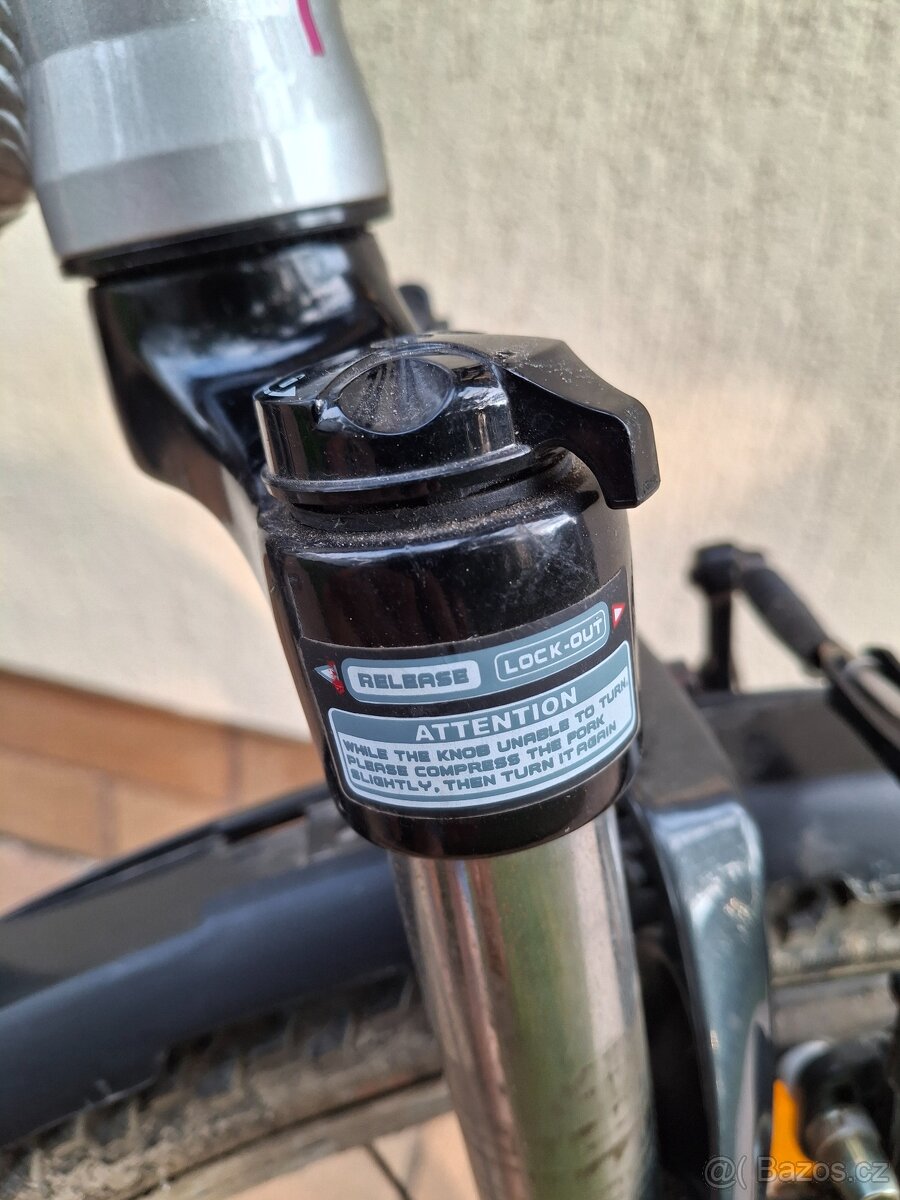 RELEASE LOCK-OUT
ATTENTION
WHILE THE KNOB UNABLE TO TURN,
PLEASE COMPRESS THE FORK
SLIGHTLY, THEN TURN IT AGAIN
@( Bazos.cz